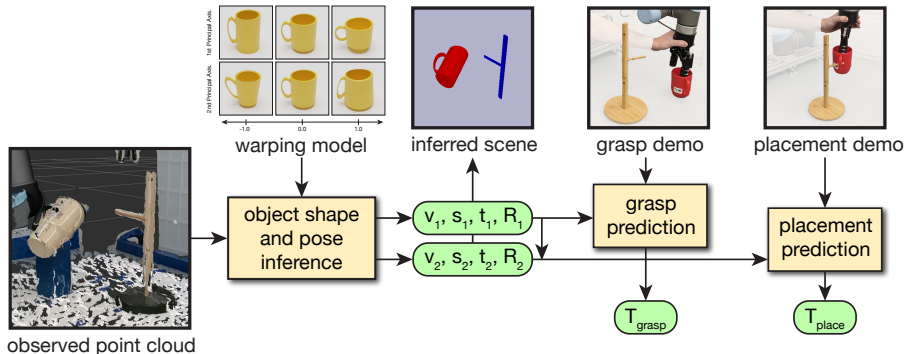 1st Principal Axis.
2nd Principal Axis.
-1.0
0.0
1.0
warping model
inferred scene
grasp demo
placement demo
object shape
and pose
inference
v1, s1, t1, R1
v2, s2, t2, R2
grasp
prediction
placement
prediction
Tgrasp
Tplace
observed point cloud